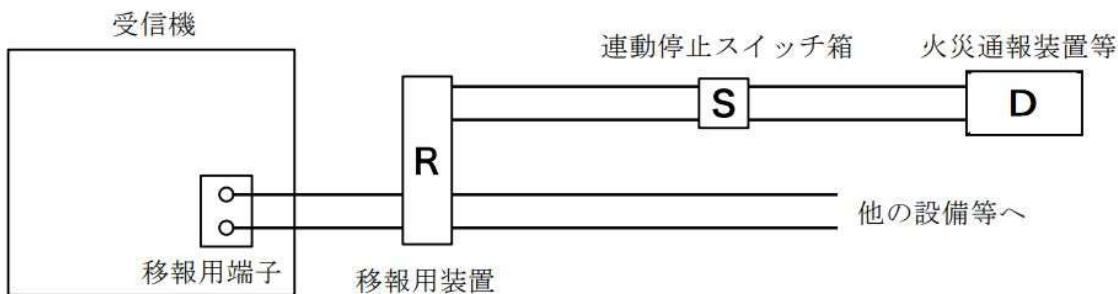 受信機
連動停止スイッチ箱
火災通報装置等
S
D
R
他の設備等へ
移報用端子
移報用装置